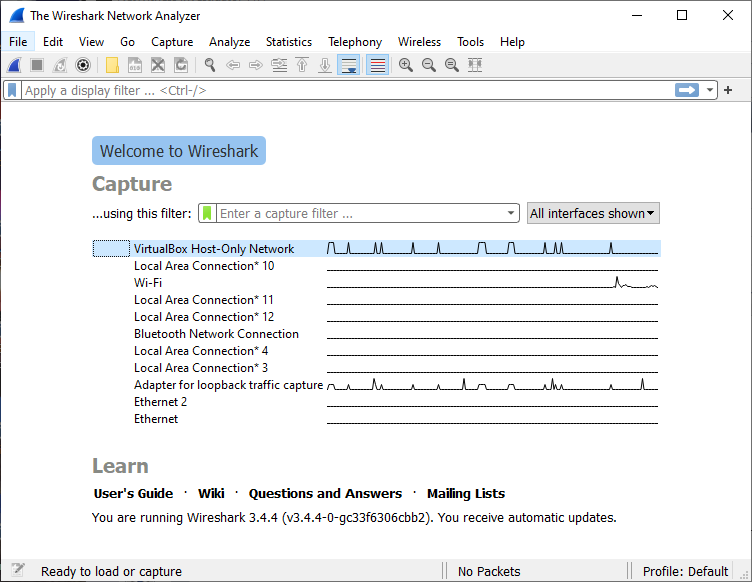 The Wireshark Network Analyzer
File Edit View Go Capture Analyze Statistics Telephony Wireless Tools Help
Apply a display filter ... <Ctrl-/>
Welcome to Wireshark
Capture
...using this filter: Enter a capture filter ... All interfaces shown
VirtualBox Host-Only Network
Local Area Connection* 10
Wi-Fi
Local Area Connection* 11
Local Area Connection* 12
Bluetooth Network Connection
Local Area Connection* 4
Local Area Connection* 3
Adapter for loopback traffic capture
Ethernet 2
Ethernet
Learn
User's Guide · Wiki · Questions and Answers · Mailing Lists
You are running Wireshark 3.4.4 (v3.4.4-0-gc33f6306cbb2). You receive automatic updates.
Ready to load or capture No Packets Profile: Default